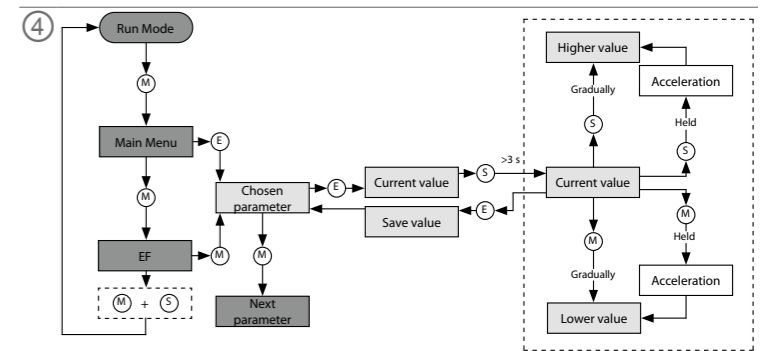 4
Run Mode
M
Main Menu
E
M
EF
M
M + S
Chosen
parameter
M
Next
parameter
E
Current value
S
>3 s
Save value
E
Higher value
Gradually
S
Acceleration
Held
S
Current value
M
Gradually
M
Held
Acceleration
Lower value